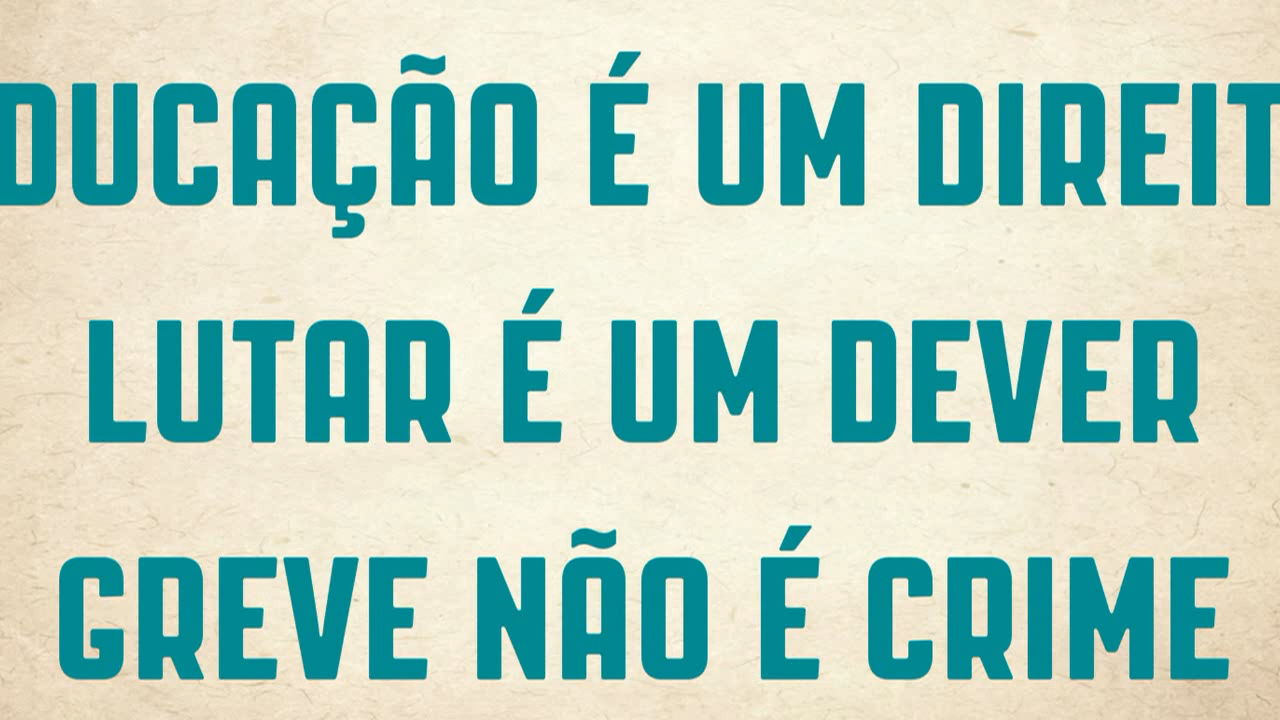 DUCAÇÃO É UM DIREIT
LUTAR É UM DEVER
GREVE NÃO É CRIME